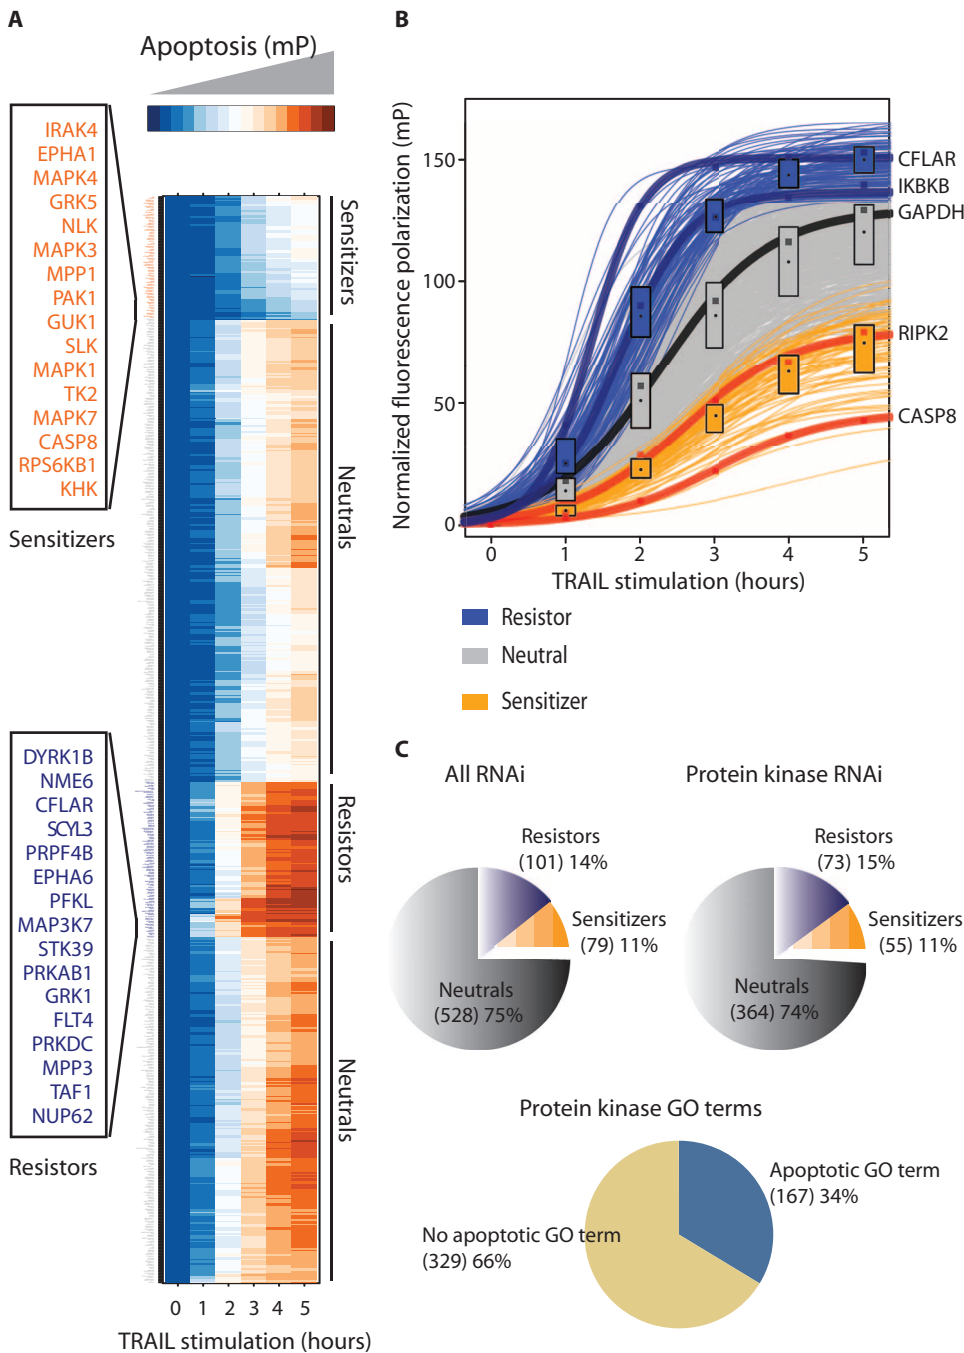 A
Apoptosis (mP)
IRAK4
EPHA1
MAPK4
GRK5
NLK
MAPK3
MPP1
PAK1
GUK1
SLK
MAPK1
TK2
MAPK7
CASP8
RPS6KB1
KHK
Sensitizers
DYRK1B
NME6
CFLAR
SCYL3
PRPF4B
EPHA6
PFKL
MAP3K7
STK39
PRKAB1
GRK1
FLT4
PRKDC
MPP3
TAF1
NUP62
Resistors
Sensitizers
Neutrals
Resistors
Neutrals
0 1 2 3 4 5
TRAIL stimulation (hours)
B
Normalized fluorescence polarization (mP)
150
100
50
0
CFLAR
IKBKB
GAPDH
RIPK2
CASP8
0 1 2 3 4 5
TRAIL stimulation (hours)
Resistor
Neutral
Sensitizer
C
All RNAi
Resistors
(101) 14%
Sensitizers
(79) 11%
Neutrals
(528) 75%
Protein kinase RNAi
Resistors
(73) 15%
Sensitizers
(55) 11%
Neutrals
(364) 74%
Protein kinase GO terms
Apoptotic GO term
(167) 34%
No apoptotic GO term
(329) 66%